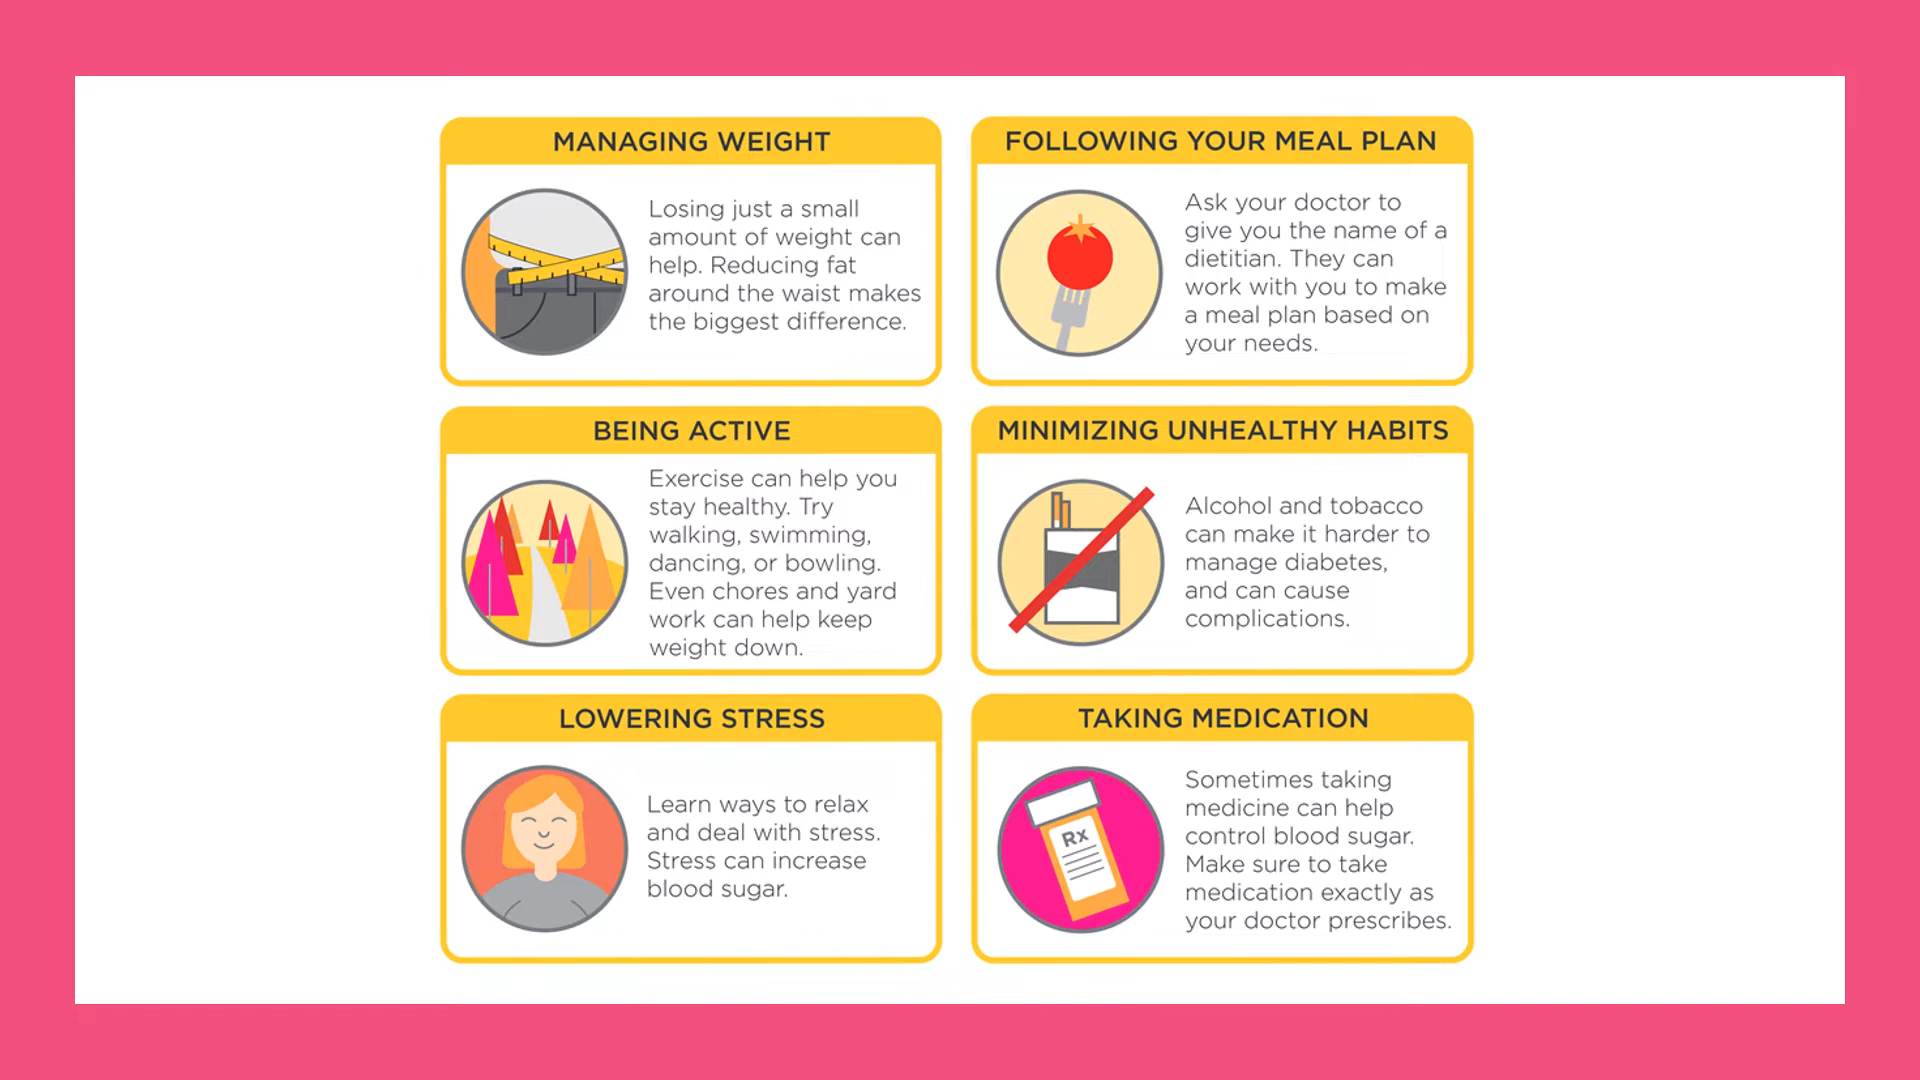 MANAGING WEIGHT
Losing just a small
amount of weight can
help. Reducing fat
around the waist makes
the biggest difference.
FOLLOWING YOUR MEAL PLAN
Ask your doctor to
give you the name of a
dietitian. They can
work with you to make
a meal plan based on
your needs.
BEING ACTIVE
Exercise can help you
stay healthy. Try
walking, swimming,
dancing, or bowling.
Even chores and yard
work can help keep
weight down.
MINIMIZING UNHEALTHY HABITS
Alcohol and tobacco
can make it harder to
manage diabetes,
and can cause
complications.
LOWERING STRESS
Learn ways to relax
and deal with stress.
Stress can increase
blood sugar.
TAKING MEDICATION
Rx
Sometimes taking
medicine can help
control blood sugar.
Make sure to take
medication exactly as
your doctor prescribes.